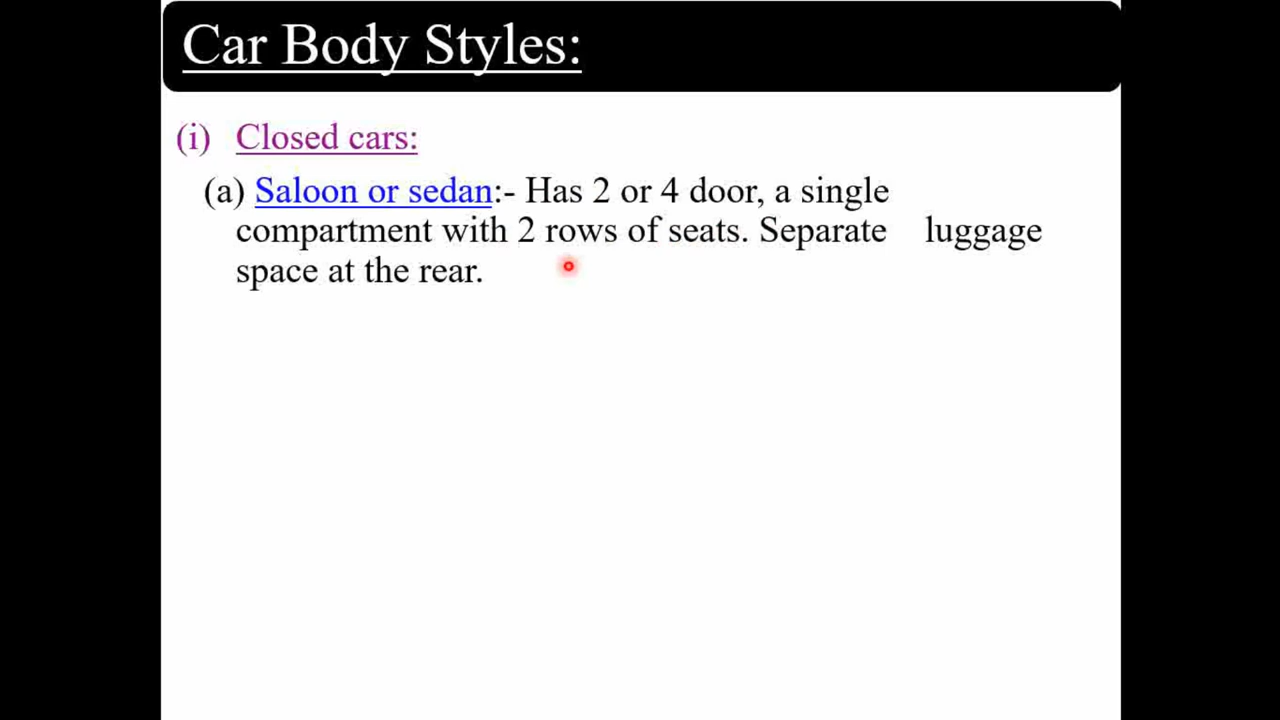 Car Body Styles:
(i) Closed cars:
(a) Saloon or sedan:- Has 2 or 4 door, a single
compartment with 2 rows of seats. Separate luggage
space at the rear.